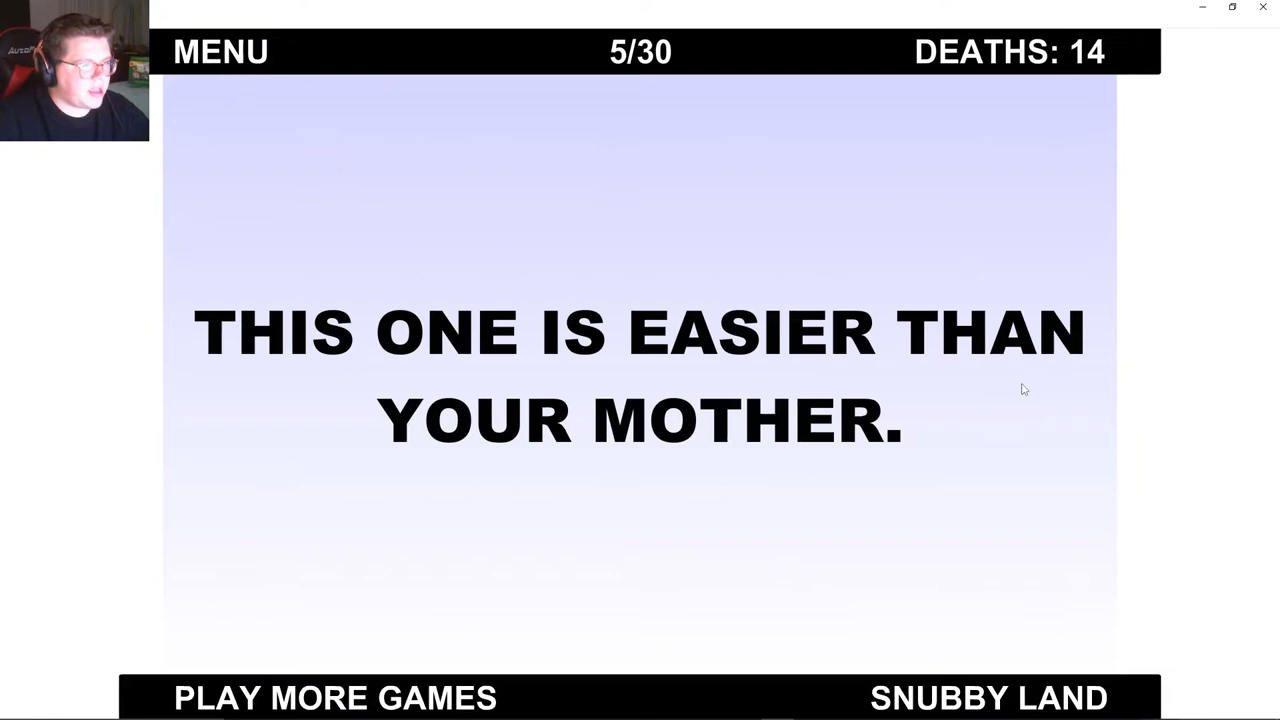 MENU 5/30 DEATHS: 14
THIS ONE IS EASIER THAN
YOUR MOTHER.
PLAY MORE GAMES SNUBBY LAND